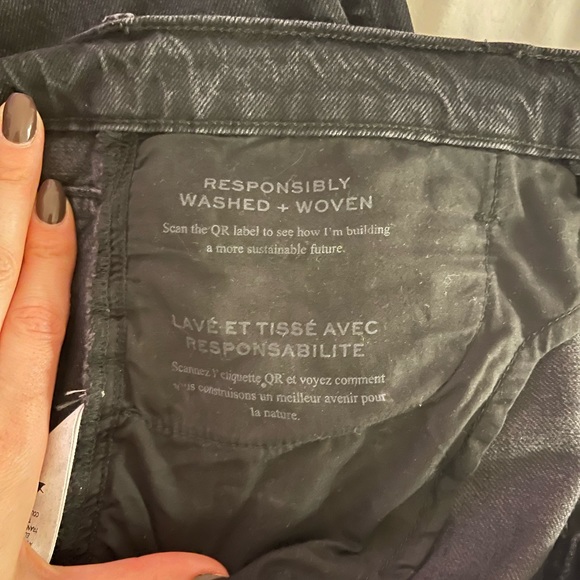 RESPONSIBLY
WASHED + WOVEN
Scan the QR label to see how I'm building
a more sustainable future.
LAVÉ ET TISSÉ AVEC
RESPONSABILITE
Scannez l' etiquette QR et voyez comment
construisons un meilleur avenir pour
la nature.